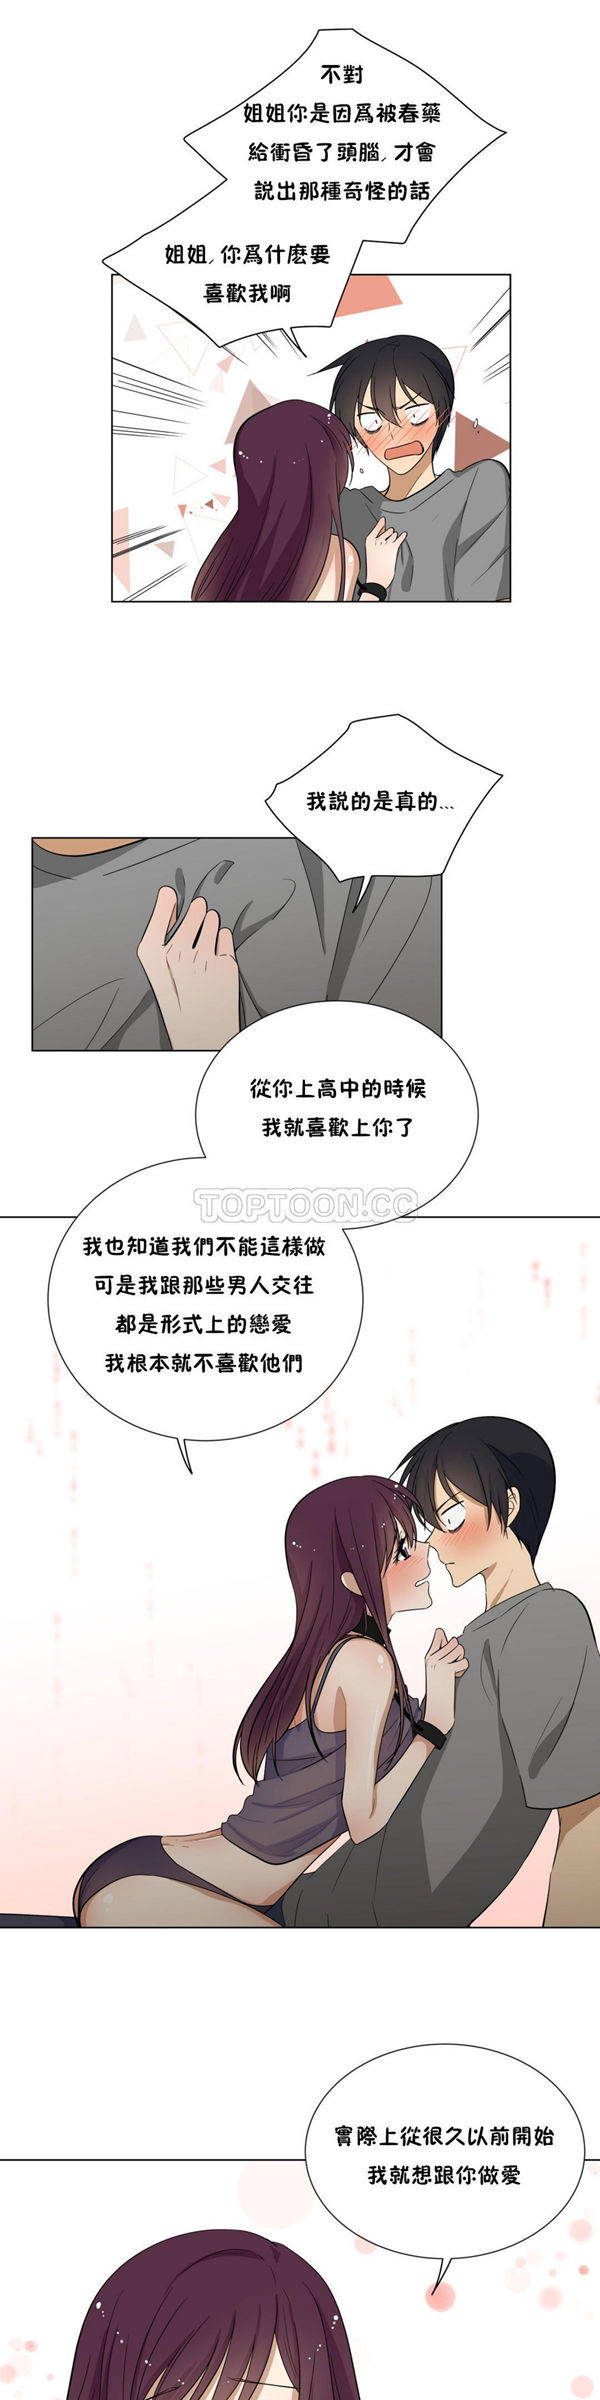 不對
姐姐你是因爲被春藥
給衝昏了頭腦,才會
說出那種奇怪的話
姐姐,你爲什麽要
喜歡我啊
我說的是真的...
從你上高中的時候
我就喜歡上你了
TOPTOON.CC
我也知道我們不能這樣做
可是我跟那些男人交往
都是形式上的戀愛
我根本就不喜歡他們
實際上從很久以前開始
我就想跟你做愛